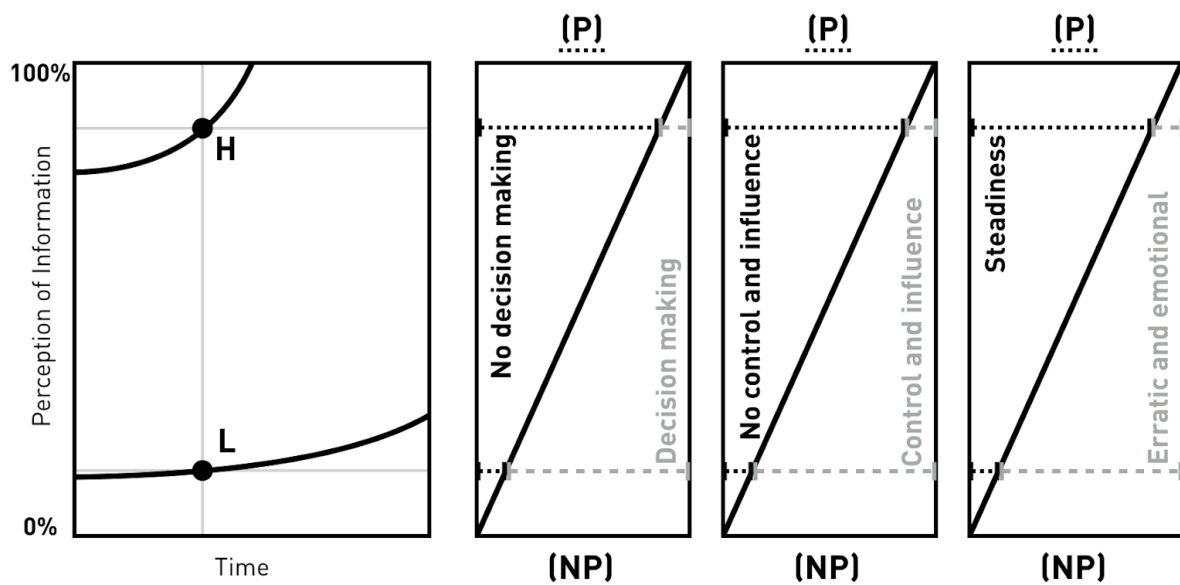 (P)
(P)
(P)
100%
Perception of Information
H
L
0%
Time
No decision making
Decision making
No control and influence
Control and influence
Steadiness
Erratic and emotional
(NP)
(NP)
(NP)